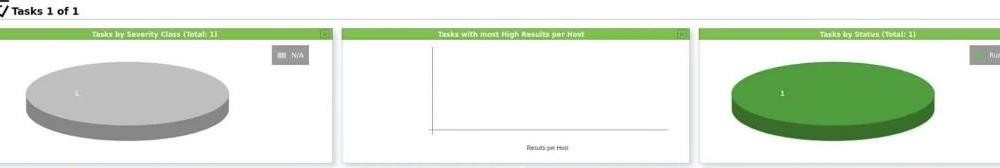 Tasks 1 of 1
Tasks by Severity Class (Total: 1)
N/A
1
Tasks with most High Results per Host
Results per Host
Tasks by Status (Total: 1)
1